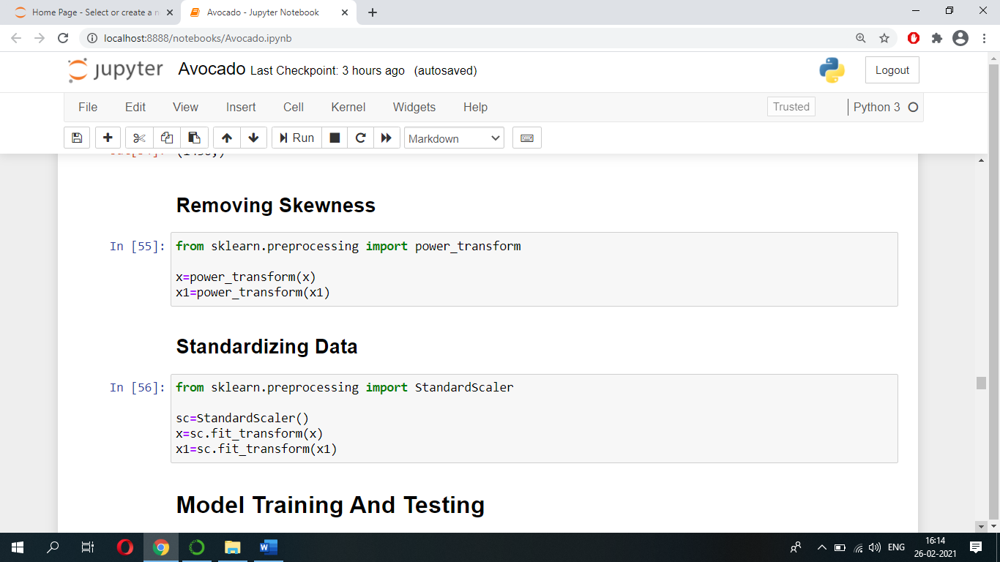 Home Page - Select or create a n
Avocado - Jupyter Notebook
localhost:8888/notebooks/Avocado.ipynb
jupyter Avocado Last Checkpoint: 3 hours ago (autosaved)
Logout
File Edit View Insert Cell Kernel Widgets Help
Trusted
Python 3
Run
Markdown
Removing Skewness
In [55]:
from sklearn.preprocessing import power_transform
x=power_transform(x)
x1=power_transform(x1)
Standardizing Data
In [56]:
from sklearn.preprocessing import StandardScaler
sc=StandardScaler()
x=sc.fit_transform(x)
x1=sc.fit_transform(x1)
Model Training And Testing
ENG
16:14
26-02-2021